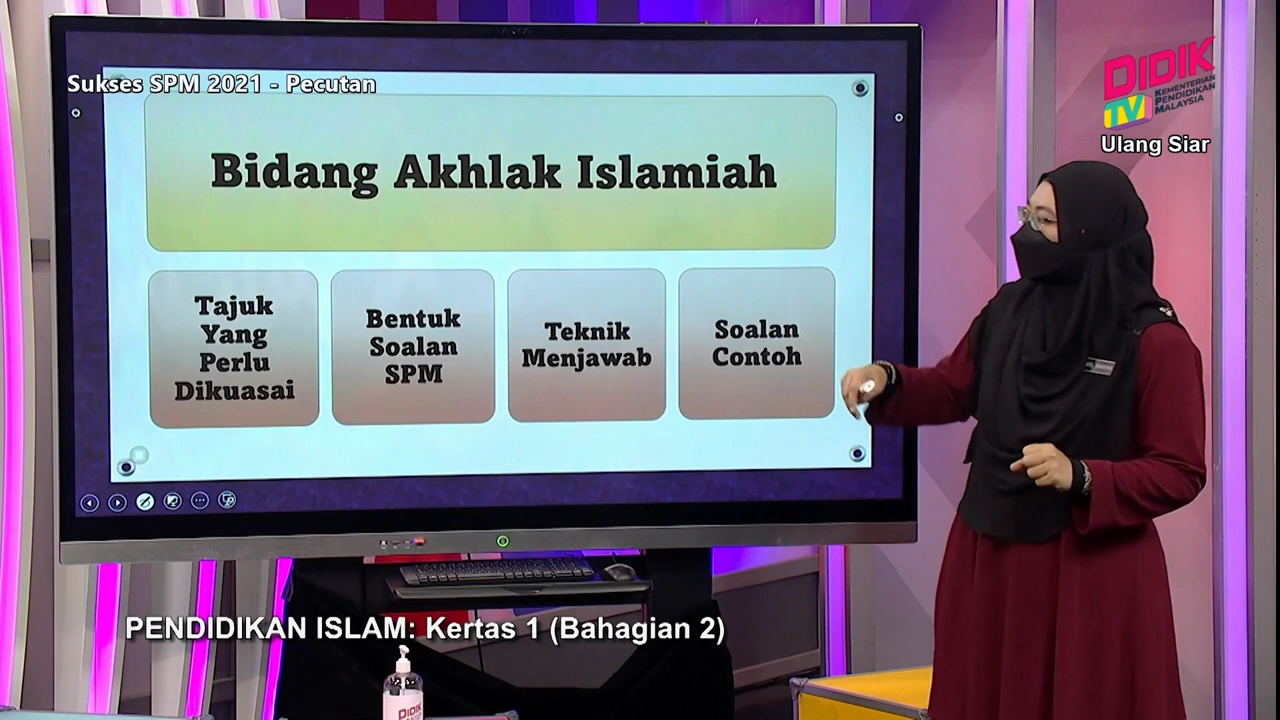 Sukses SPM 2021 - Pecutan
DIDIK
TV
KEMENTERIAN
PENDIDIKAN
MALAYSIA
Ulang Siar
Bidang Akhlak Islamiah
Tajuk
Yang
Perlu
Dikuasai
Bentuk
Soalan
SPM
Teknik
Menjawab
Soalan
Contoh
PENDIDIKAN ISLAM: Kertas 1 (Bahagian 2)
DIDIK